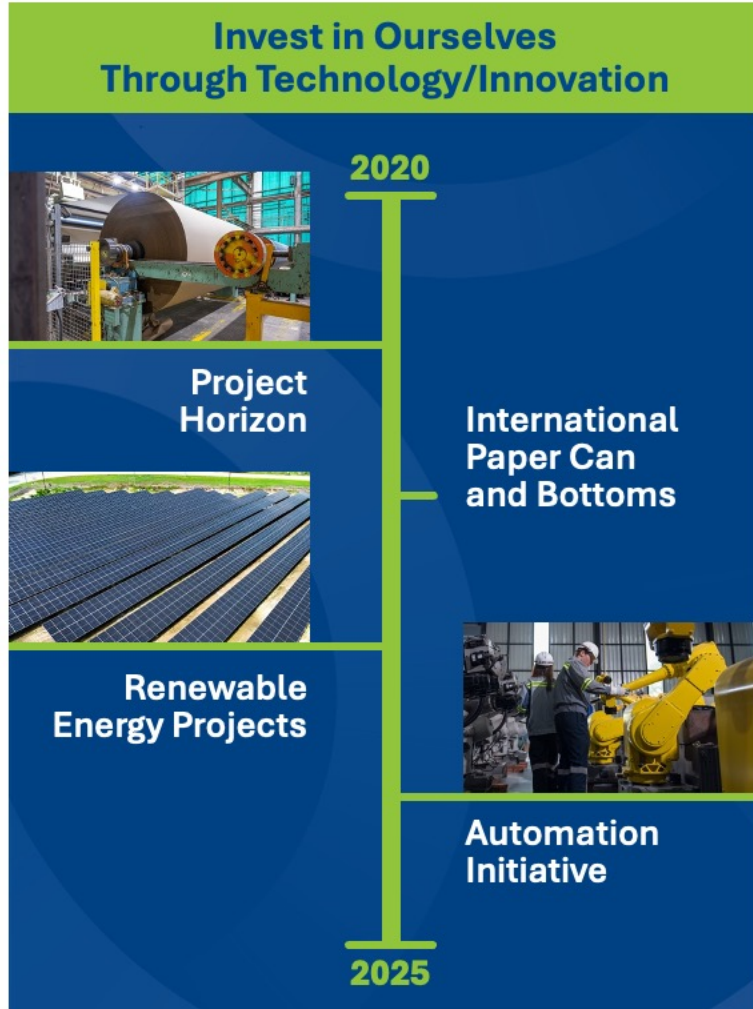 Invest in Ourselves
Through Technology/Innovation
2020
Project
Horizon
International
Paper Can
and Bottoms
Renewable
Energy Projects
Automation
Initiative
2025